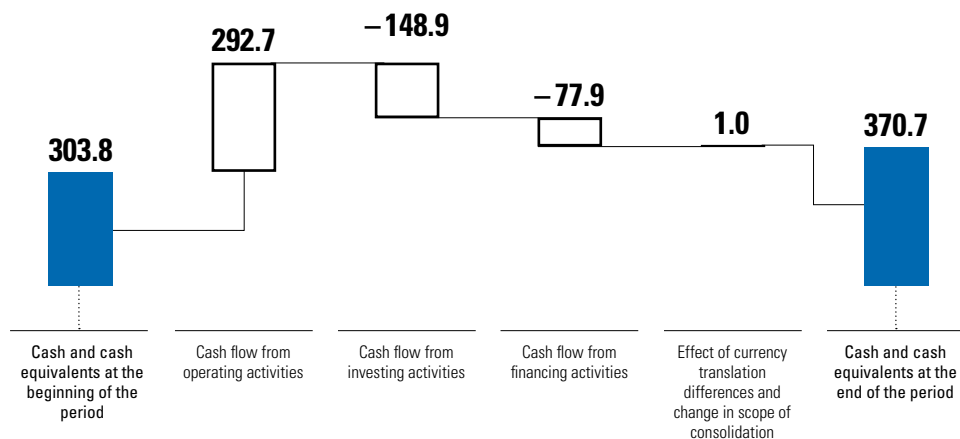 303.8
292.7
–148.9
–77.9
1.0
370.7
Cash and cash
equivalents at the
beginning of the
period
Cash flow from
operating activities
Cash flow from
investing activities
Cash flow from
financing activities
Effect of currency
translation
differences and
change in scope of
consolidation
Cash and cash
equivalents at the
end of the period